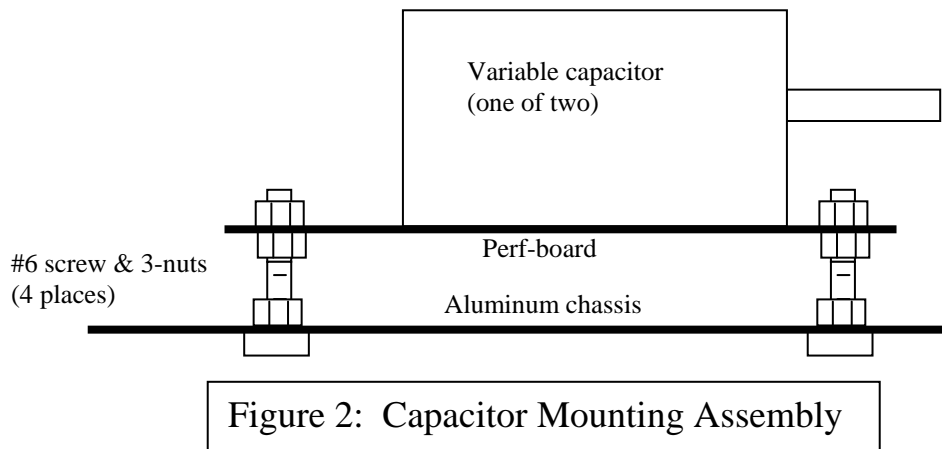 Variable capacitor
(one of two)
Perf-board
#6 screw & 3-nuts
(4 places)
Aluminum chassis
Figure 2: Capacitor Mounting Assembly